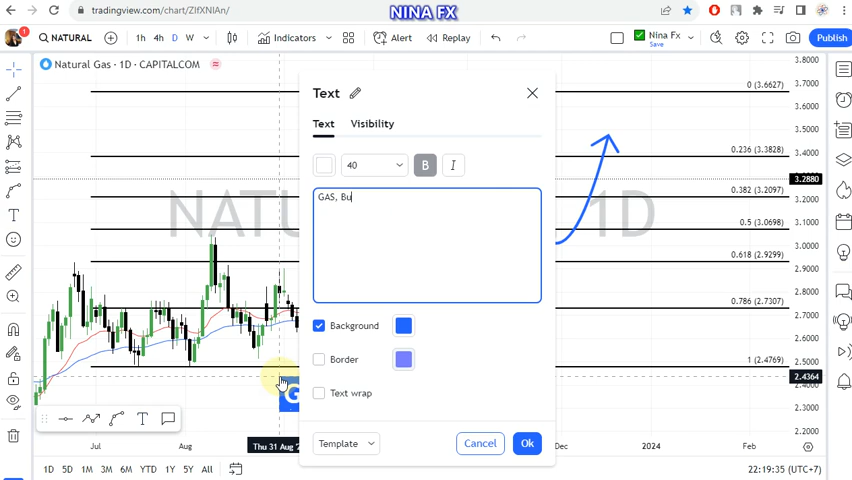 tradingview.com/chart/ZIfXNIAn/
NINA FX
NATURAL
1h 4h D W
Indicators
Alert
Replay
Nina Fx
Save
Publish
Natural Gas · 1D · CAPITALCOM
NATU
1D
Text
Text Visibility
40
B I
GAS, Bu
Background
Border
Text wrap
Template
Cancel
Ok
G
0 (3.6627)
0.236 (3.3828)
0.382 (3.2097)
0.5 (3.0698)
0.618 (2.9299)
0.786 (2.7307)
1 (2.4769)
3.8000
3.7000
3.6000
3.5000
3.4000
3.2880
3.2000
3.1000
3.0000
2.9000
2.8000
2.7000
2.6000
2.5000
2.4364
2.3000
2.2000
Jul Aug Thu 31 Aug 2 Dec 2024 Feb
1D 5D 1M 3M 6M YTD 1Y 5Y All
22:19:35 (UTC+7)